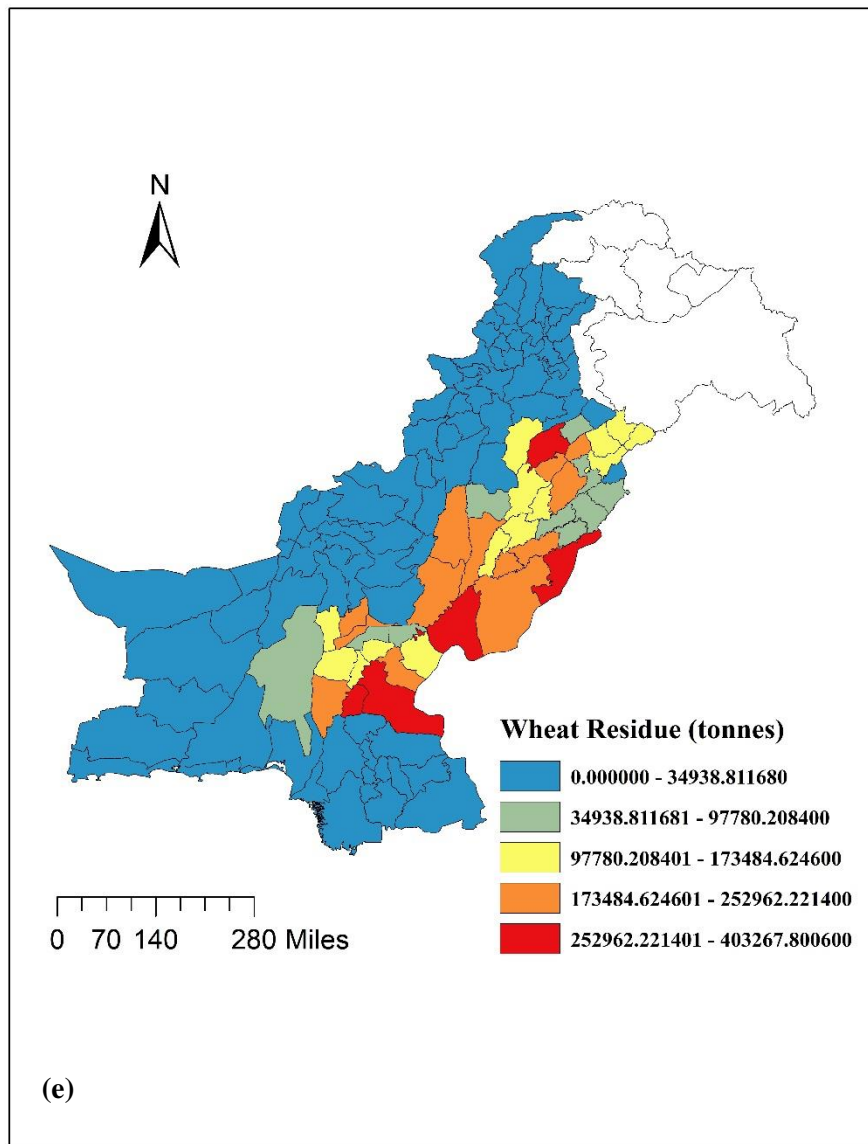 N
Wheat Residue (tonnes)
0.000000 - 34938.811680
34938.811681 - 97780.208400
97780.208401 - 173484.624600
173484.624601 - 252962.221400
252962.221401 - 403267.800600
0 70 140 280 Miles
(e)